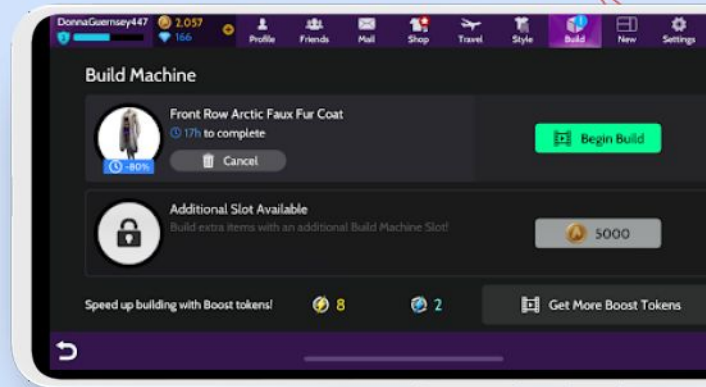 DonnaGuernsey447
2,057
166
Profile
Friends
Mail
Shop
Travel
Style
Build
New
Settings
Build Machine
Front Row Arctic Faux Fur Coat
17h to complete
-80%
Cancel
Begin Build
Additional Slot Available
Build extra items with an additional Build Machine Slot!
5000
Speed up building with Boost tokens!
8
2
Get More Boost Tokens